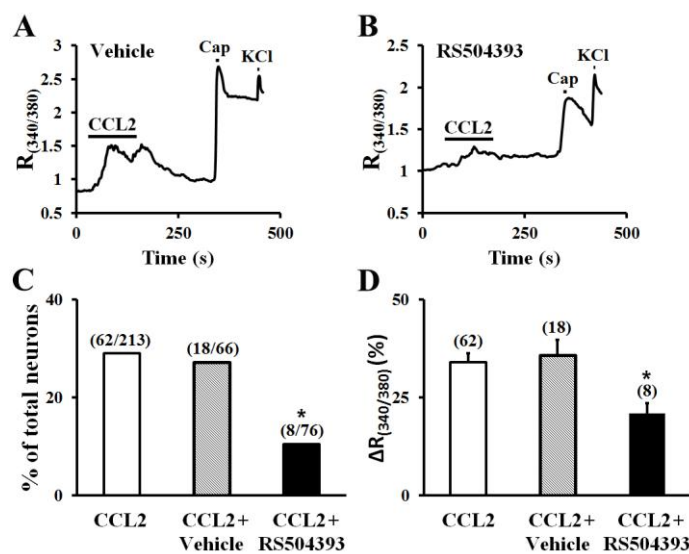 A
Vehicle
Cap
KCl
CCL2
R(340/380)
3
2.5
2
1.5
1
0.5
0
250
500
Time (s)
B
RS504393
KCl
Cap
CCL2
R(340/380)
2.5
2
1.5
1
0.5
0
250
500
Time (s)
C
% of total neurons
40
20
0
(62/213)
(18/66)
*
(8/76)
CCL2
CCL2+
Vehicle
CCL2+
RS504393
D
ΔR(340/380)(%)
50
25
0
(62)
(18)
*
(8)
CCL2
CCL2+
Vehicle
CCL2+
RS504393